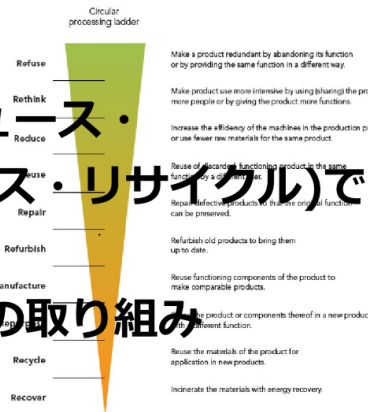 Circular
processing ladder
Refuse
Make a product redundant by abandoning its function
or by providing the same function in a different way.
Rethink
Make product use more intensive by using (sharing) the pro
more people or by giving the product more functions.
ース・
Reduce
Increase the efficiency of the machines in the production p
or use fewer raw materials for the same product.
ス・リサイクル)で
Reuse of discarded functioning product in the same
function by a different
Repair
Repair defective products so that the original function
can be preserved.
Refurbish
Refurbish old products to bring them
up to date.
anufacture
Reuse functioning components of the product to
make comparable products.
の取り組み
the product or components thereof in a new produc
different function.
Recycle
Reuse the materials of the product for
application in new products.
Recover
Incinerate the materials with energy recovery.